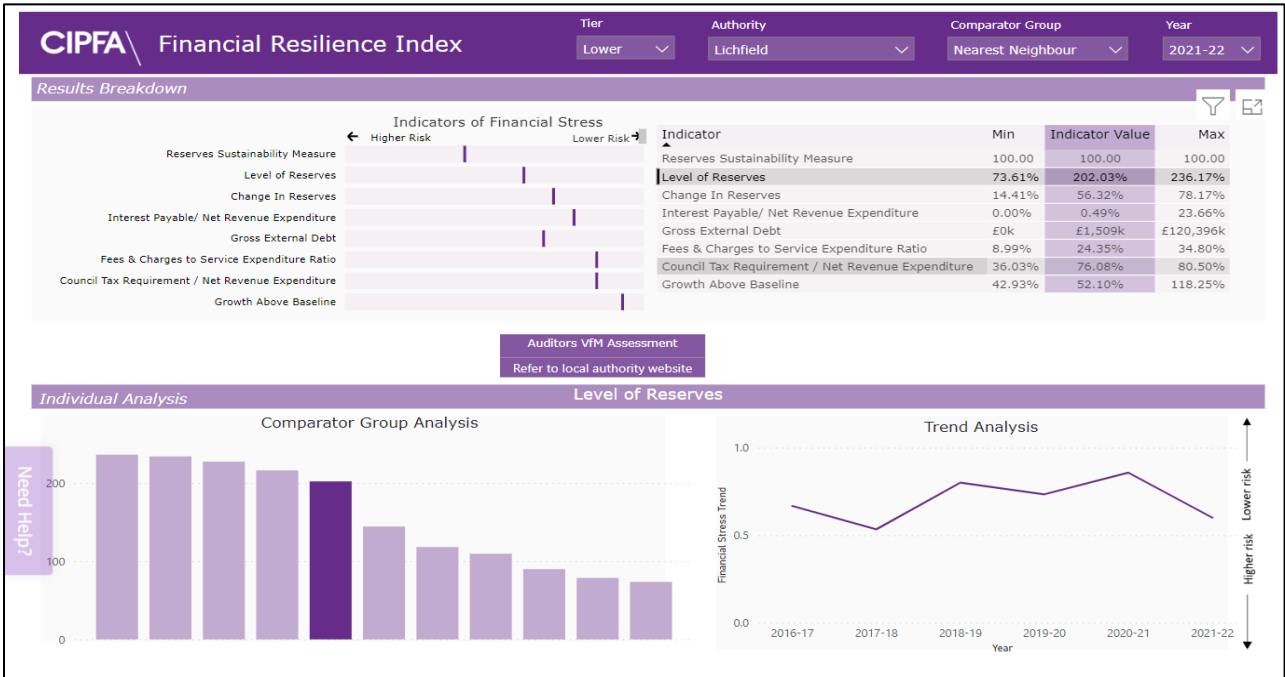 Tier Authority Comparator Group Year
CIPFA\ Financial Resilience Index Lower Lichfield Nearest Neighbour 2021-22
Results Breakdown
Indicators of Financial Stress
← Higher Risk Lower Risk →
Reserves Sustainability Measure
Level of Reserves
Change In Reserves
Interest Payable/ Net Revenue Expenditure
Gross External Debt
Fees & Charges to Service Expenditure Ratio
Council Tax Requirement / Net Revenue Expenditure
Growth Above Baseline
Indicator Min Indicator Value Max
Reserves Sustainability Measure 100.00 100.00 100.00
Level of Reserves 73.61% 202.03% 236.17%
Change In Reserves 14.41% 56.32% 78.17%
Interest Payable/ Net Revenue Expenditure 0.00% 0.49% 23.66%
Gross External Debt £0k £1,509k £120,396k
Fees & Charges to Service Expenditure Ratio 8.99% 24.35% 34.80%
Council Tax Requirement / Net Revenue Expenditure 36.03% 76.08% 80.50%
Growth Above Baseline 42.93% 52.10% 118.25%
Auditors VfM Assessment
Refer to local authority website
Individual Analysis Level of Reserves
Need Help?
Comparator Group Analysis
200
100
0
Trend Analysis
Financial Stress Trend
1.0
0.5
0.0
2016-17 2017-18 2018-19 2019-20 2020-21 2021-22
Year
Higher risk Lower risk